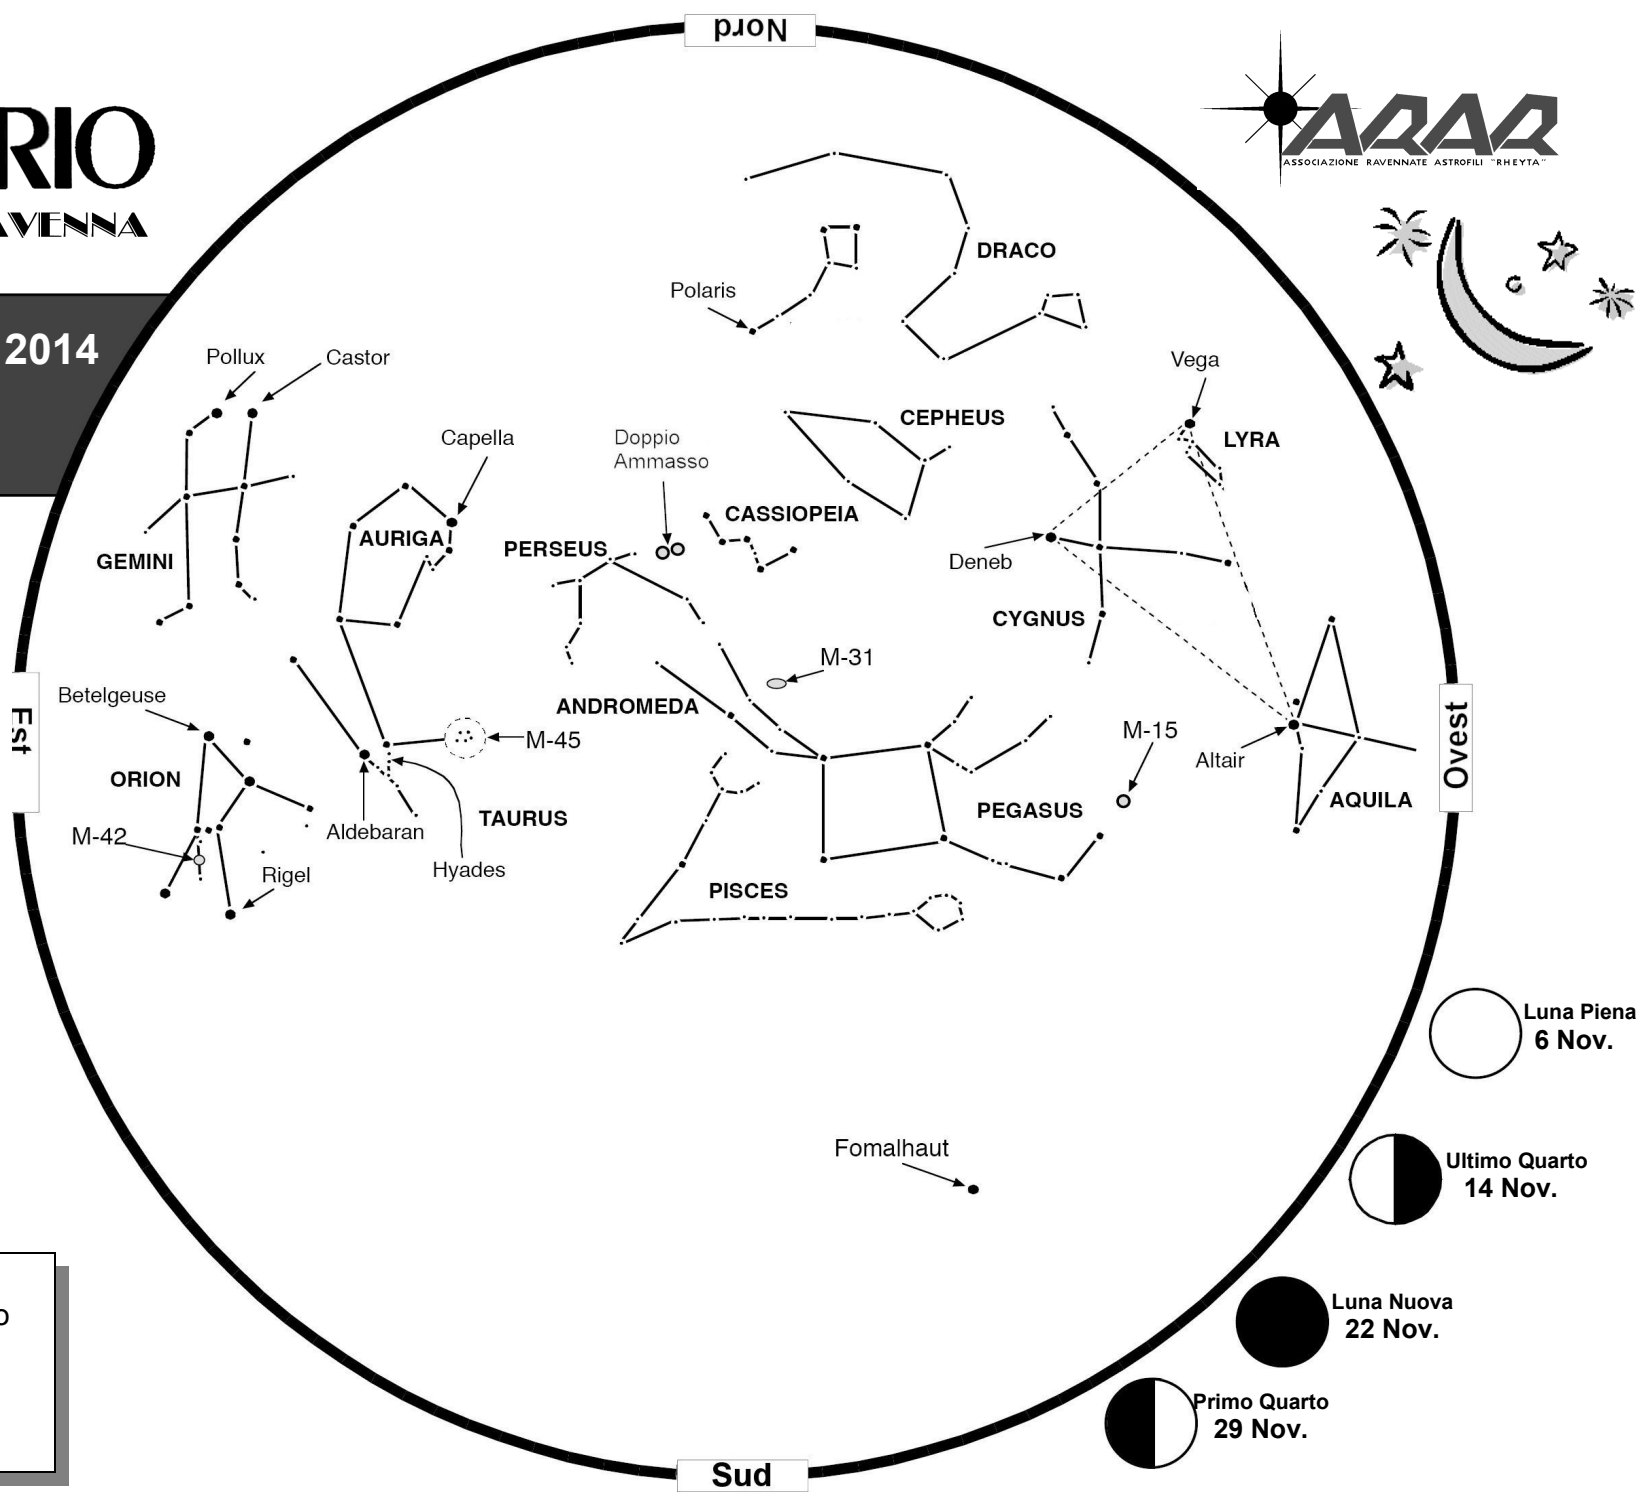 Nord
RIO
AVENNA
ARAR
ASSOCIAZIONE RAVENNATE ASTROFILI "RHEYTA"
2014
DRACO
Polaris
Pollux
Castor
Vega
Capella
Doppio
Ammasso
CEPHEUS
LYRA
CASSIOPEIA
AURIGA
PERSEUS
GEMINI
Deneb
CYGNUS
M-31
Betelgeuse
ANDROMEDA
Est
M-45
M-15
Ovest
Altair
ORION
PEGASUS
AQUILA
TAURUS
M-42
Aldebaran
Hyades
Rigel
PISCES
Luna Piena
6 Nov.
Fomalhaut
Ultimo Quarto
14 Nov.
o
Luna Nuova
22 Nov.
Primo Quarto
29 Nov.
Sud